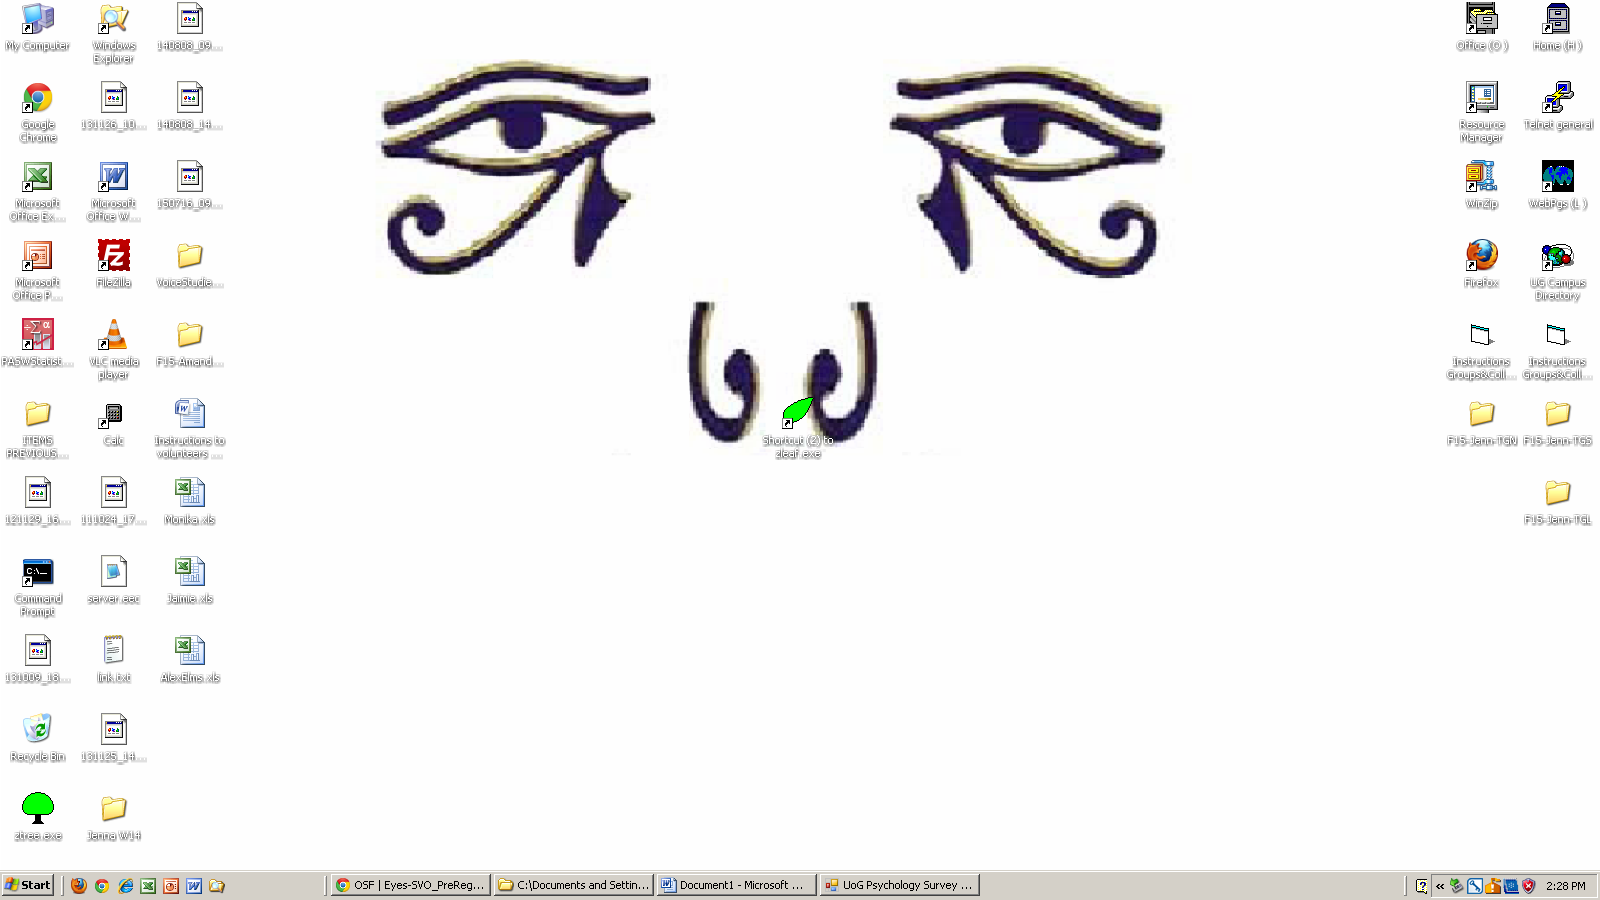 My Computer
Windows
Explorer
140808_09...
Google
Chrome
131126_10...
140808_14...
Microsoft
Office Ex...
Microsoft
Office W...
150716_09...
Microsoft
Office P...
FileZilla
VoiceStudie...
PASWStatist...
VLC media
player
F15-Amand...
ITEMS
PREVIOUS...
Calc
Instructions to
volunteers ...
121129_16...
111024_17...
Monika.xls
C:\_
Command
Prompt
server.eec
Jaimie.xls
131009_13...
link.txt
AlexElms.xls
Recycle Bin
131125_14...
ztree.exe
Jenna W14
Shortcut (2) to
zleaf.exe
Office (O )
Home (H )
Resource
Manager
Telnet general
WinZip
WebPgs (L )
Firefox
UG Campus
Directory
Instructions
Groups&Coll...
Instructions
Groups&Coll...
F15-Jenn-TGN
F15-Jenn-TGS
F15-Jenn-TGL
Start
OSF | Eyes-SVO_PreReg...
C:\Documents and Settin...
Document1 - Microsoft ...
UoG Psychology Survey ...
2:28 PM